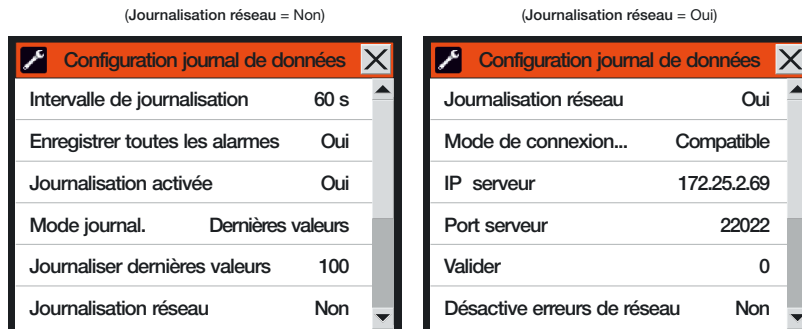 (Journalisation réseau = Non)
Configuration journal de données
Intervalle de journalisation 60 s
Enregistrer toutes les alarmes Oui
Journalisation activée Oui
Mode journal. Dernières valeurs
Journaliser dernières valeurs 100
Journalisation réseau Non
(Journalisation réseau = Oui)
Configuration journal de données
Journalisation réseau Oui
Mode de connexion... Compatible
IP serveur 172.25.2.69
Port serveur 22022
Valider 0
Désactive erreurs de réseau Non